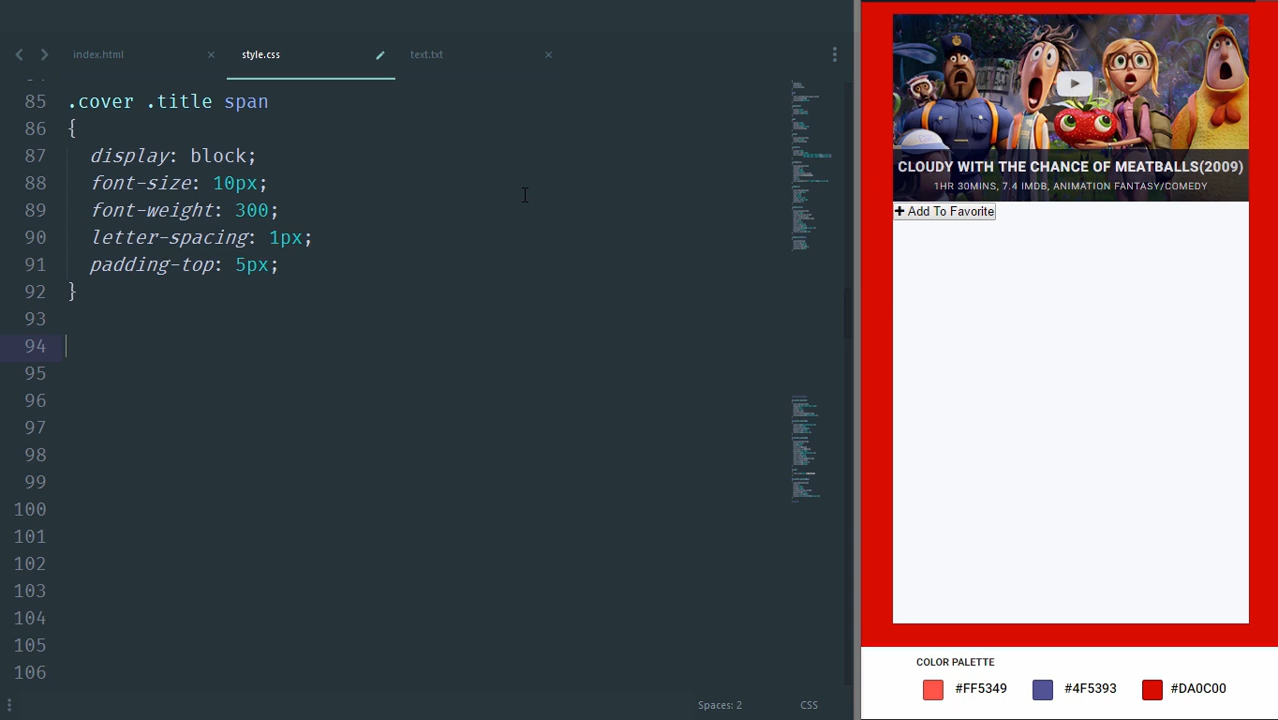 index.html × style.css text.txt ×
85 .cover .title span
86 {
87 display: block;
88 font-size: 10px;
89 font-weight: 300;
90 letter-spacing: 1px;
91 padding-top: 5px;
92 }
93
94
95
96
97
98
99
100
101
102
103
104
105
106
Spaces: 2 CSS
CLOUDY WITH THE CHANCE OF MEATBALLS(2009)
1HR 30MINS, 7.4 IMDB, ANIMATION FANTASY/COMEDY
+ Add To Favorite
COLOR PALETTE
#FF5349 #4F5393 #DA0C00